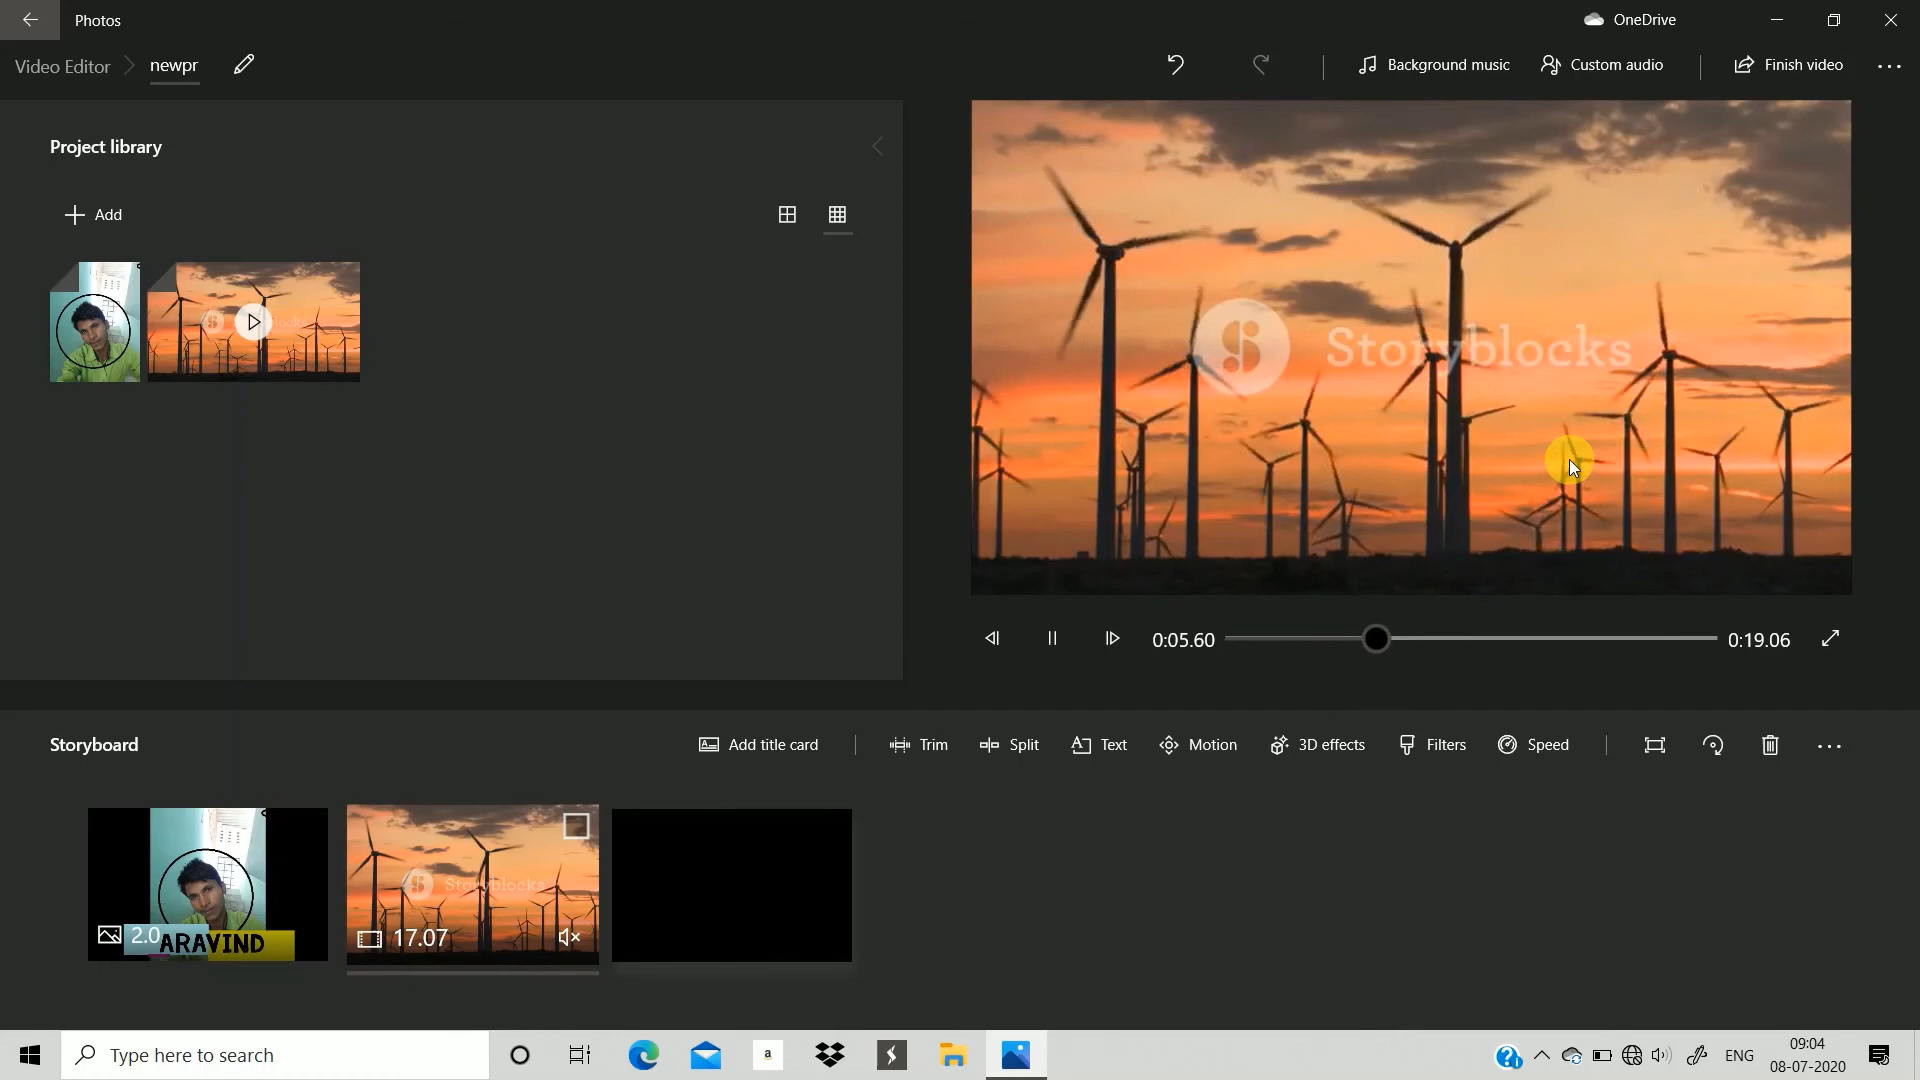 Photos
OneDrive
Video Editor
newpr
Background music
Custom audio
Finish video
Project library
Add
Storyblocks
0:05.60
0:19.06
Storyboard
Add title card
Trim
Split
Text
Motion
3D effects
Filters
Speed
2.0
ARAVIND
Storyblocks
17.07
Type here to search
a
ENG
09:04
08-07-2020